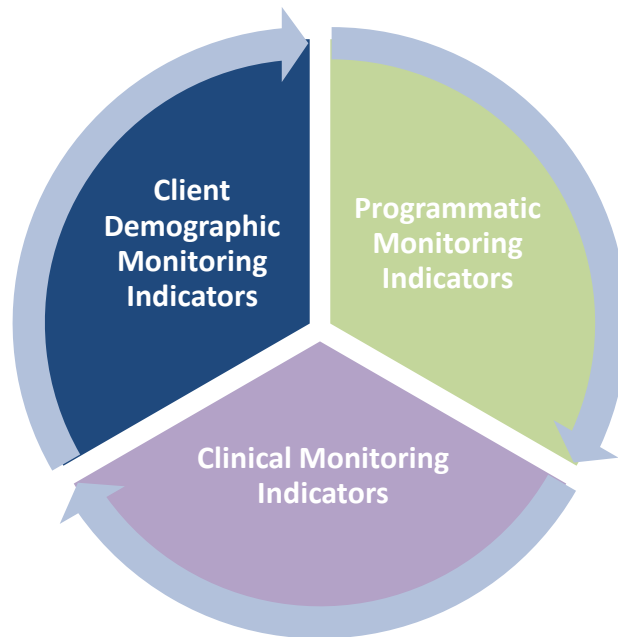 Client
Demographic
Monitoring
Indicators
Programmatic
Monitoring
Indicators
Clinical Monitoring
Indicators